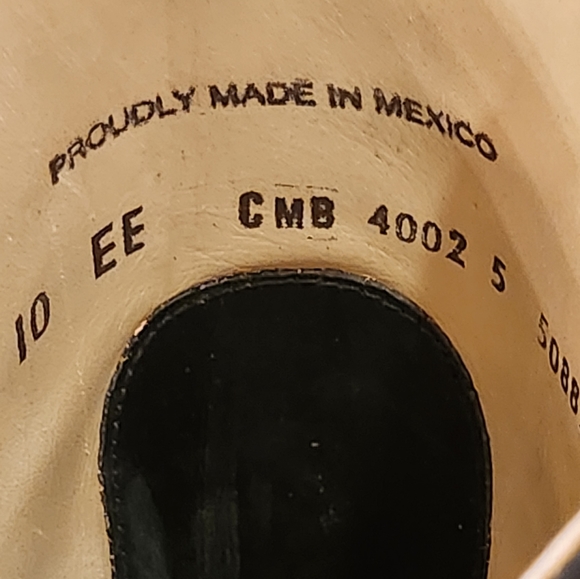 PROUDLY MADE IN MEXICO
10 EE CMB 4002 5 5088